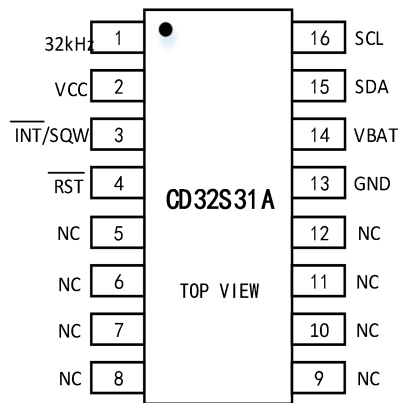 32kHz 1 16 SCL
VCC 2 15 SDA
INT/SQW 3 14 VBAT
RST 4 13 GND
CD32S31A
NC 5 12 NC
NC 6 11 NC
TOP VIEW
NC 7 10 NC
NC 8 9 NC